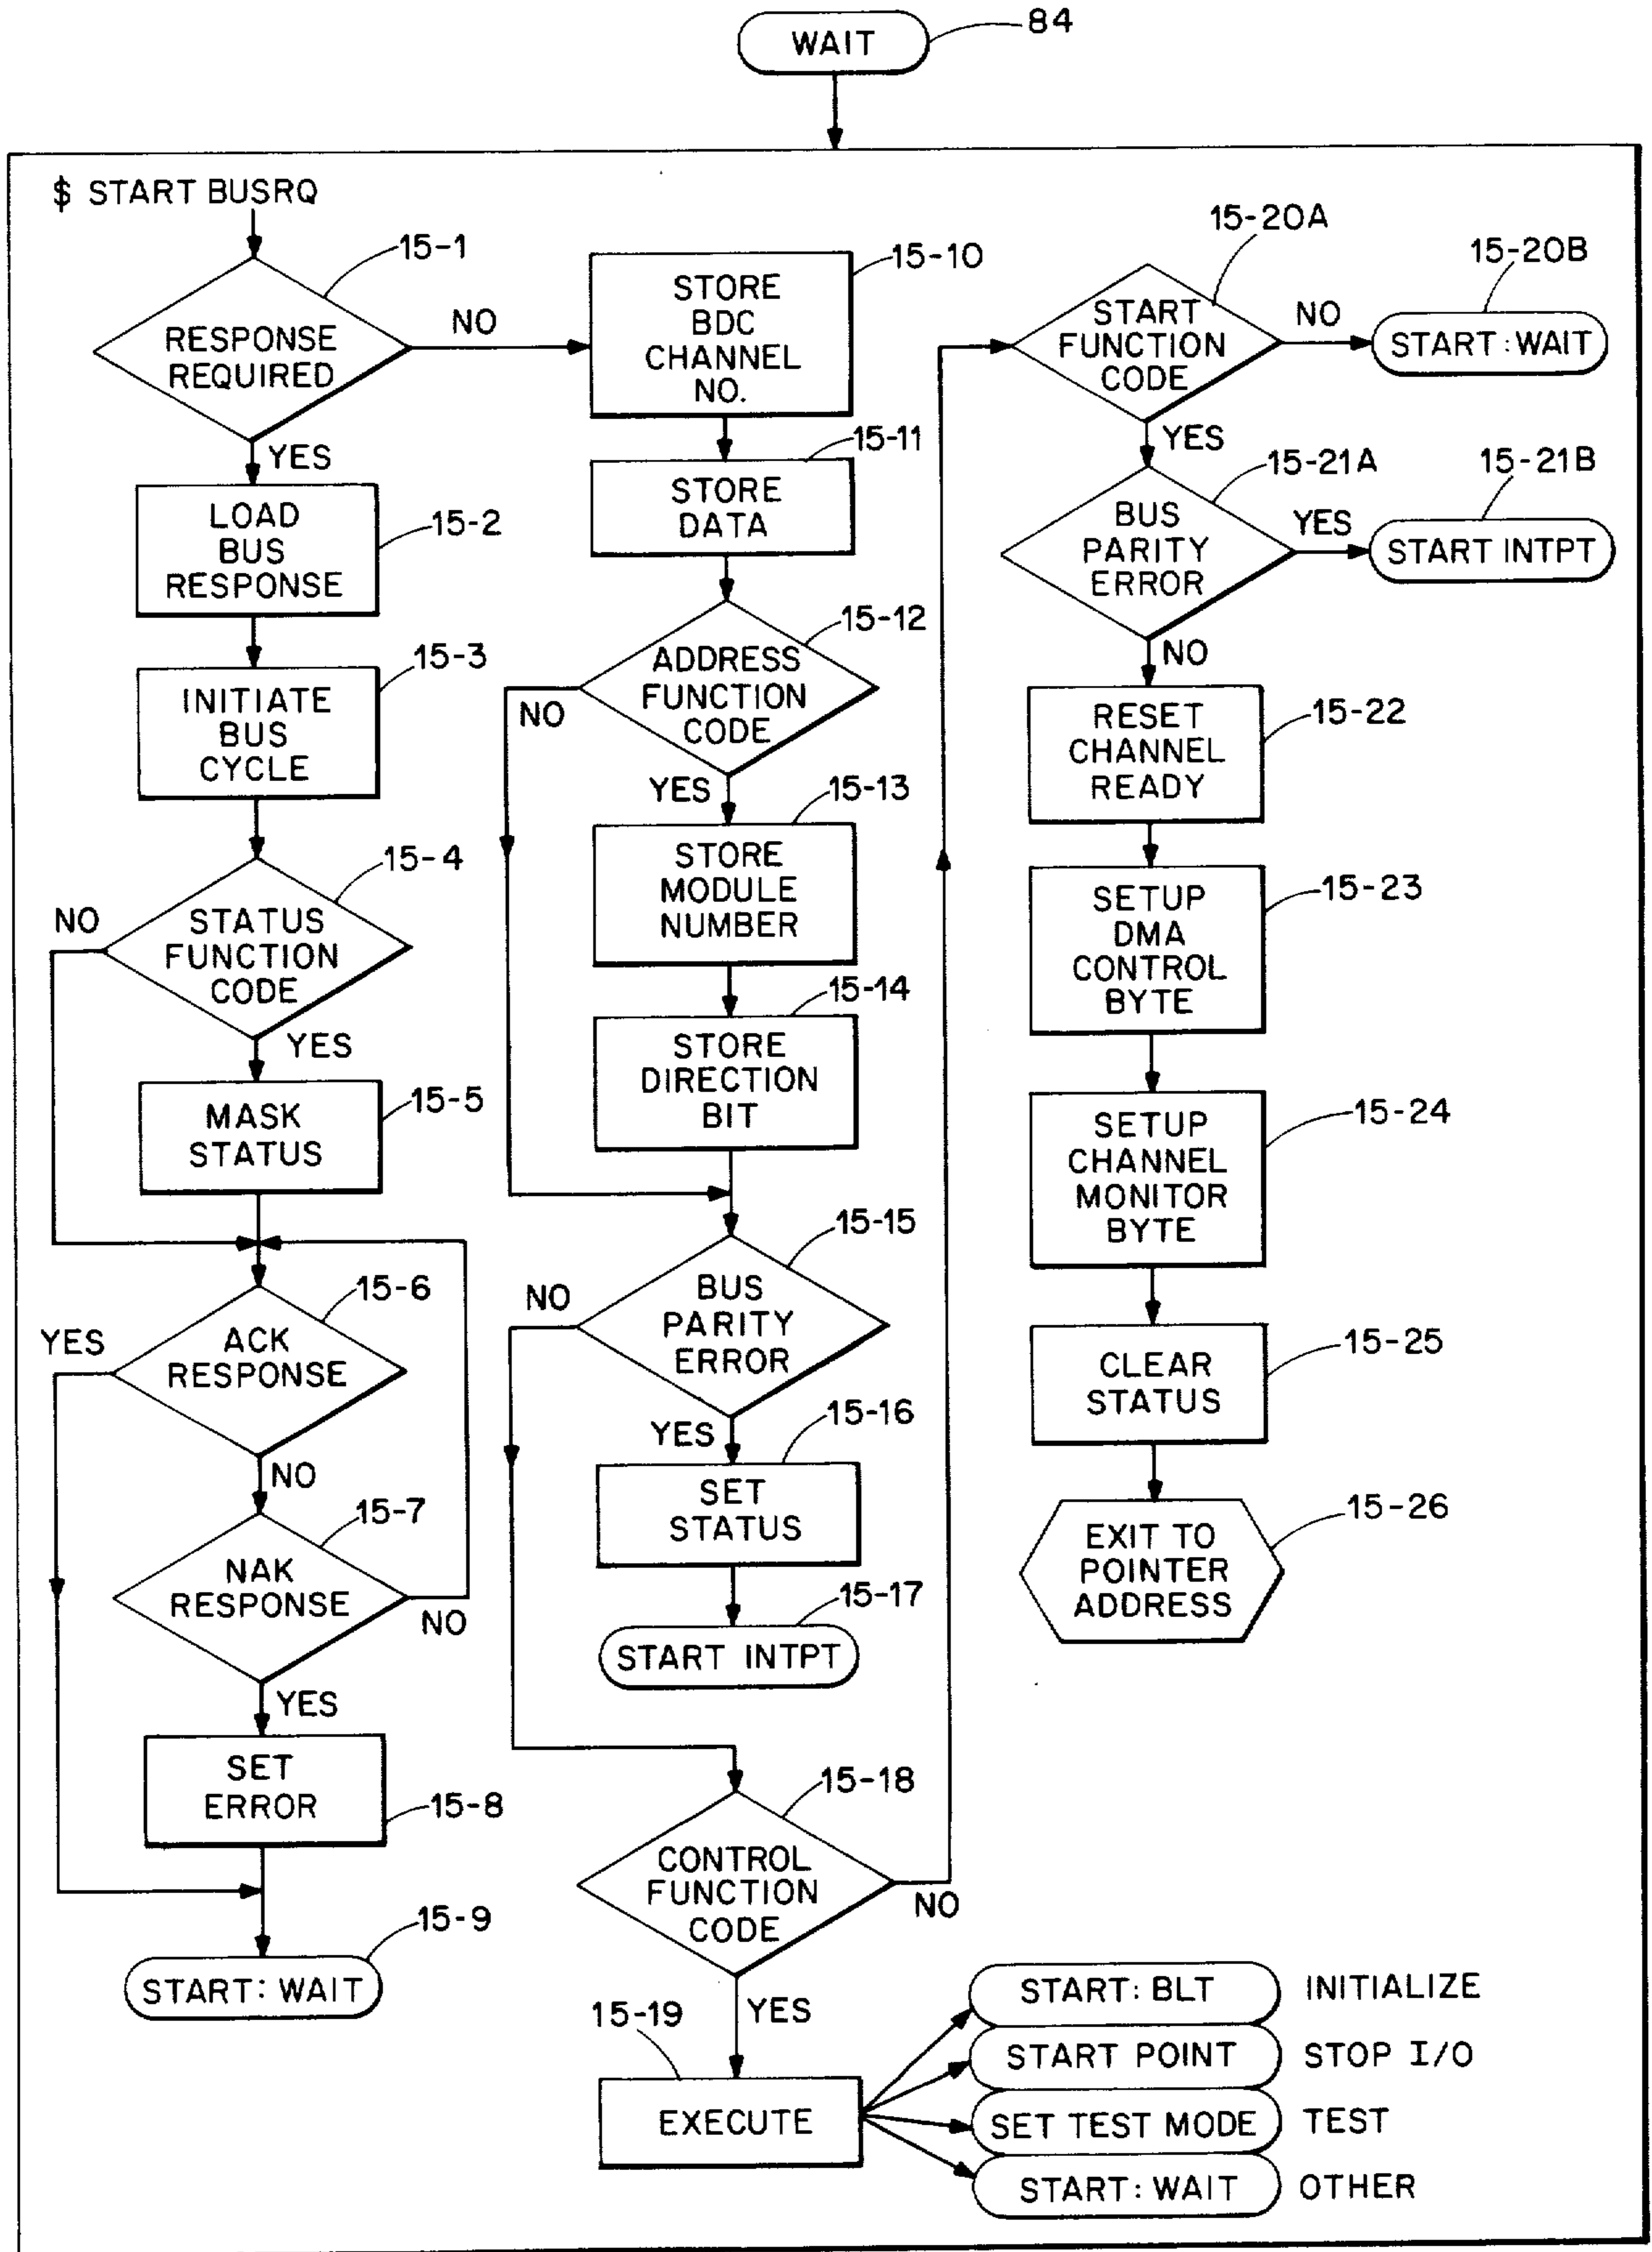 WAIT
84
$ START BUSRQ
15-1
RESPONSE
REQUIRED
NO
YES
LOAD
BUS
RESPONSE
15-2
INITIATE
BUS
CYCLE
15-3
STATUS
FUNCTION
CODE
15-4
NO
YES
MASK
STATUS
15-5
ACK
RESPONSE
15-6
YES
NO
NAK
RESPONSE
15-7
NO
YES
SET
ERROR
15-8
START: WAIT
15-9
STORE
BDC
CHANNEL
NO.
15-10
STORE
DATA
15-11
ADDRESS
FUNCTION
CODE
15-12
NO
YES
STORE
MODULE
NUMBER
15-13
STORE
DIRECTION
BIT
15-14
BUS
PARITY
ERROR
15-15
NO
YES
SET
STATUS
15-16
START INTPT
15-17
CONTROL
FUNCTION
CODE
15-18
NO
YES
15-19
EXECUTE
START: BLT INITIALIZE
START POINT STOP I/O
SET TEST MODE TEST
START: WAIT OTHER
START
FUNCTION
CODE
15-20A
NO
START: WAIT
15-20B
YES
BUS
PARITY
ERROR
15-21A
YES
START INTPT
15-21B
NO
RESET
CHANNEL
READY
15-22
SETUP
DMA
CONTROL
BYTE
15-23
SETUP
CHANNEL
MONITOR
BYTE
15-24
CLEAR
STATUS
15-25
EXIT TO
POINTER
ADDRESS
15-26